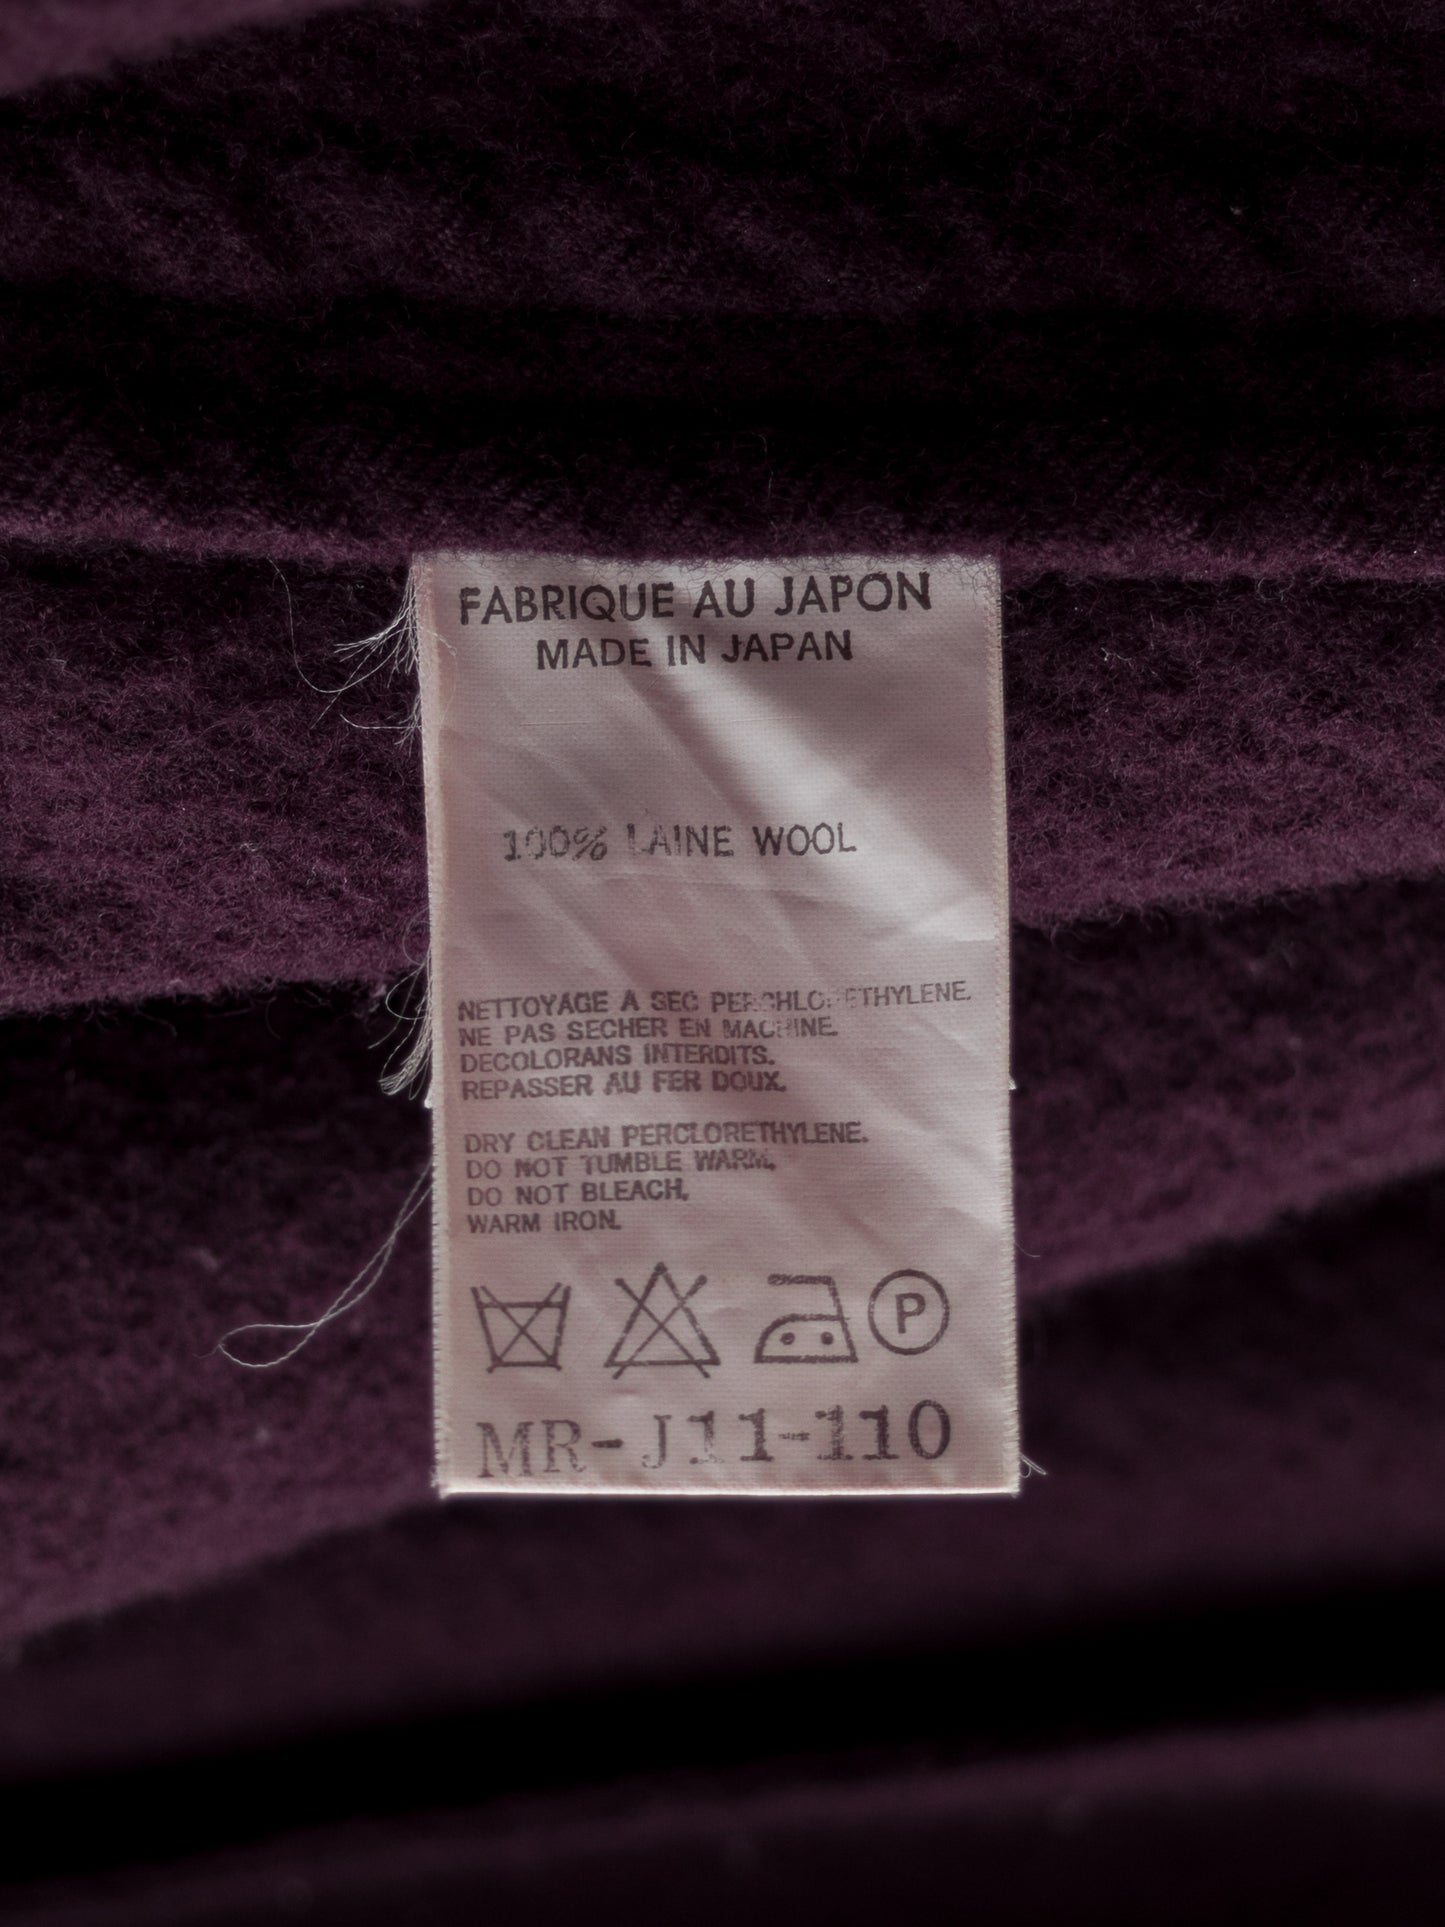 FABRIQUE AU JAPON
MADE IN JAPAN
100% LAINE WOOL
NETTOYAGE A SEC PERCHLORETHYLENE.
NE PAS SECHER EN MACHINE.
DECOLORANS INTERDITS.
REPASSER AU FER DOUX.
DRY CLEAN PERCLORETHYLENE.
DO NOT TUMBLE WARM.
DO NOT BLEACH.
WARM IRON.
P
MR-J11-110